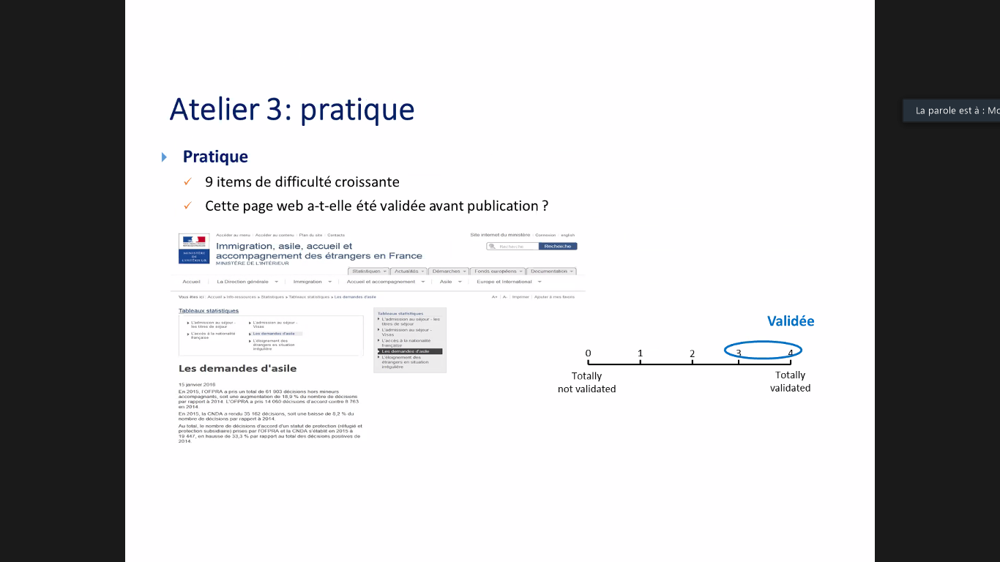 Atelier 3: pratique
La parole est à : Mo
Pratique
9 items de difficulté croissante
Cette page web a-t-elle été validée avant publication ?
Accéder au menu · Accéder au contenu · Plan du site · Contacts
Site internet du ministère · Connexion · english
Immigration, asile, accueil et
accompagnement des étrangers en France
MINISTÈRE DE L'INTÉRIEUR
MINISTÈRE
DE
L'INTÉRIEUR
Recherche Recherche
Statistiques Actualités Démarches Fonds européens Documentation
Accueil La Direction générale Immigration Accueil et accompagnement Asile Europe et International
Vous êtes ici : Accueil » Info-ressources » Statistiques » Tableaux statistiques » Les demandes d'asile
A+ | A- | Imprimer | Ajouter à mes favoris
Tableaux statistiques
L'admission au séjour -
les titres de séjour
L'accès à la nationalité
française
L'admission au séjour -
Visas
Les demandes d'asile
L'éloignement des
étrangers en situation
irrégulière
Tableaux statistiques
L'admission au séjour - les
titres de séjour
L'admission au séjour -
Visas
L'accès à la nationalité
française
Les demandes d'asile
L'éloignement des
étrangers en situation
irrégulière
Les demandes d'asile
15 janvier 2016
En 2015, l'OFPRA a pris un total de 61 903 décisions hors mineurs
accompagnants, soit une augmentation de 18,9 % du nombre de décisions
par rapport à 2014. L'OFPRA a pris 14 060 décisions d'accord contre 8 763
en 2014.
En 2015, la CNDA a rendu 35 162 décisions, soit une baisse de 8,2 % du
nombre de décisions par rapport à 2014.
Au total, le nombre de décisions d'accord d'un statut de protection (réfugié et
protection subsidiaire) prises par l'OFPRA et la CNDA s'établit en 2015 à
19 447, en hausse de 33,3 % par rapport au total des décisions positives de
2014.
Validée
0 1 2 3 4
Totally
not validated
Totally
validated